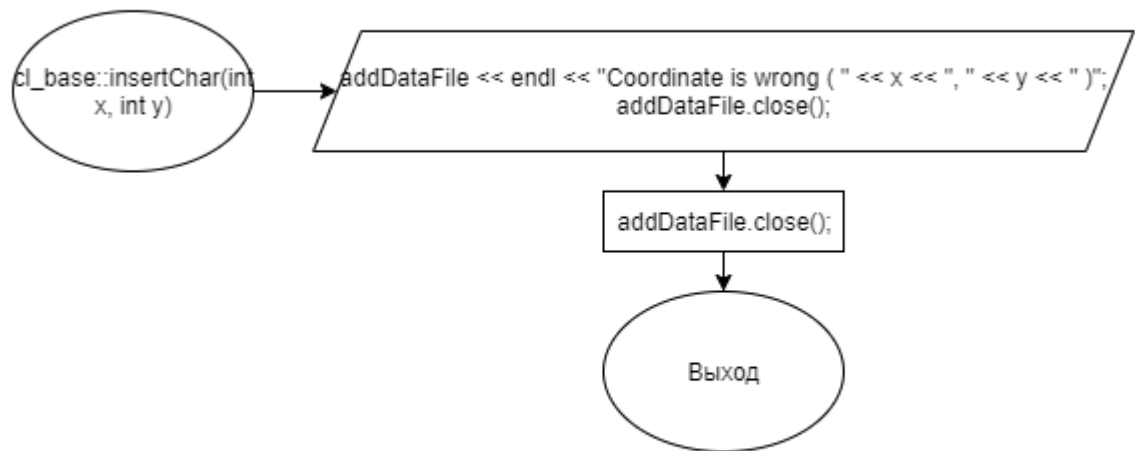 cl_base::insertChar(int
x, int y)
addDataFile << endl << "Coordinate is wrong ( " << x << ", " << y << " )";
addDataFile.close();
addDataFile.close();
Выход